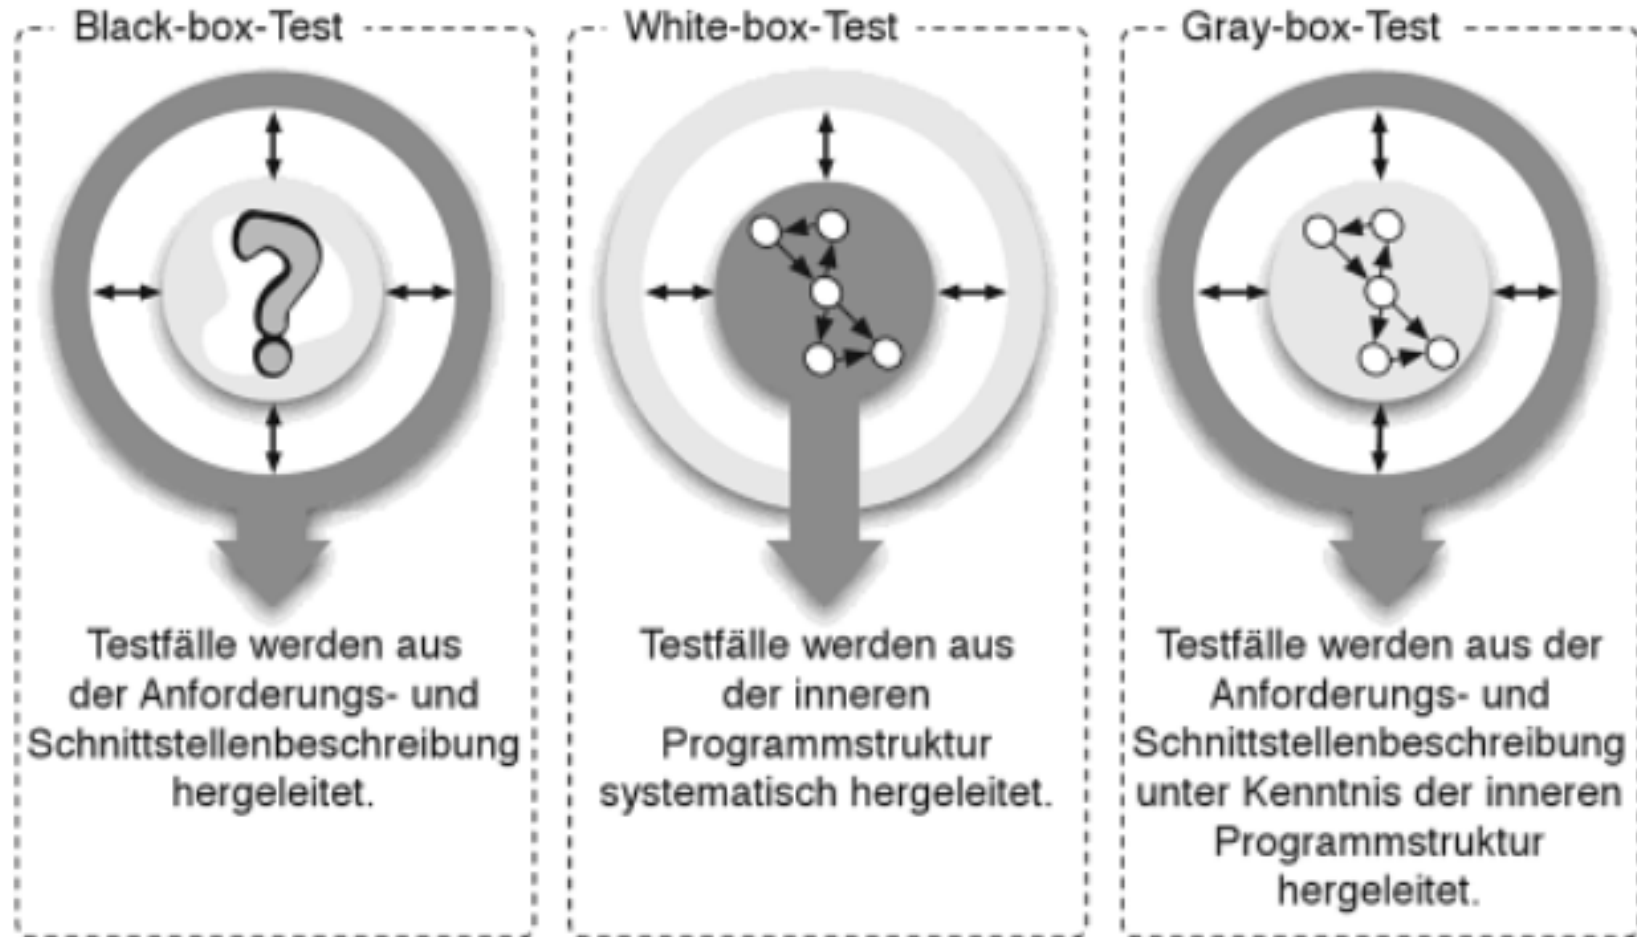 Black-box-Test
Testfälle werden aus
der Anforderungs- und
Schnittstellenbeschreibung
hergeleitet.
White-box-Test
Testfälle werden aus
der inneren
Programmstruktur
systematisch hergeleitet.
Gray-box-Test
Testfälle werden aus der
Anforderungs- und
Schnittstellenbeschreibung
unter Kenntnis der inneren
Programmstruktur
hergeleitet.